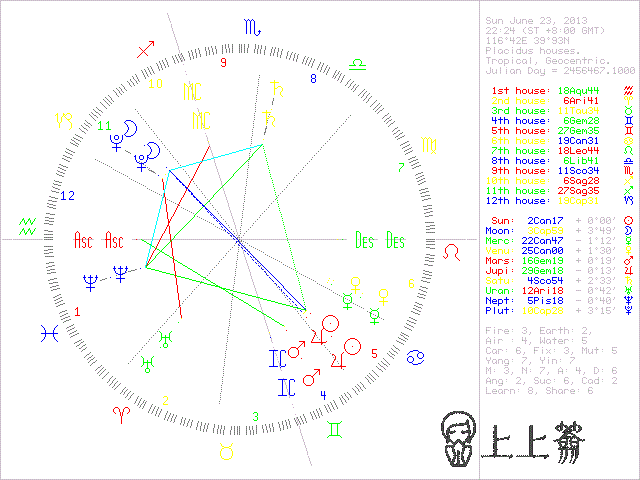 Sun June 23, 2013
22:24 (ST +8:00 GMT)
116°42E 39°93N
Placidus houses.
Tropical, Geocentric.
Julian Day = 2456467.1000
1st house: 18Aqu44
2nd house: 6Ari41
3rd house: 11Tau34
4th house: 6Gem28
5th house: 27Gem35
6th house: 19Can31
7th house: 18Leo44
8th house: 6Lib41
9th house: 11Sco34
10th house: 6Sag28
11th house: 27Sag35
12th house: 19Cap31
Sun: 2Can17 + 0°00'
Moon: 3Cap59 + 3°49'
Merc: 22Can47 - 1°12'
Venu: 25Can00 + 1°30'
Mars: 16Gem19 + 0°19'
Jupi: 29Gem18 - 0°13'
Satu: 4Sco54 + 2°33'
Uran: 12Ari18 - 0°42'
Nept: 5Pis18 - 0°40'
Plut: 10Cap28 + 3°15'
Fire: 3, Earth: 2,
Air : 4, Water: 5
Car: 6, Fix: 3, Mut: 5
Yang: 7, Yin: 7
M: 3, N: 7, A: 4, D: 6
Ang: 2, Suc: 6, Cad: 2
Learn: 8, Share: 6
9
10
8
MC
MC
11
7
12
Asc Asc
Des Des
6
1
5
IC
IC
2
3
4
上上籤